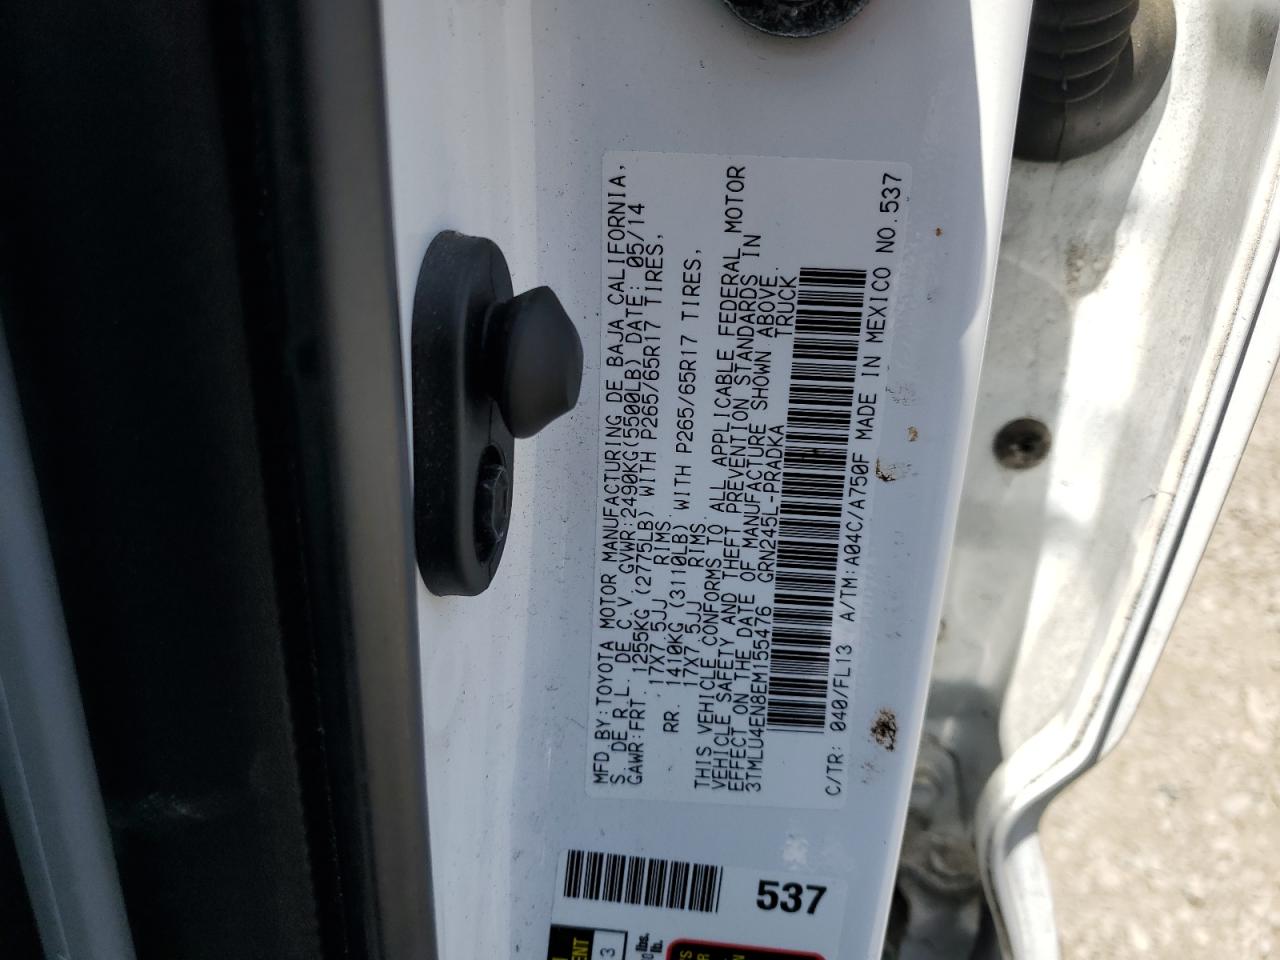 MFD BY:TOYOTA MOTOR MANUFACTURING DE BAJA CALIFORNIA,
S. DE R.L. DE C.V. GVWR:2490KG(5500LB) DATE: 05/14
GAWR:FRT. 1255KG (2775LB) WITH P265/65R17 TIRES,
17X7.5JJ RIMS
RR. 1410KG (3110LB) WITH P265/65R17 TIRES,
17X7.5JJ RIMS.
THIS VEHICLE CONFORMS TO ALL APPLICABLE FEDERAL MOTOR
VEHICLE SAFETY AND THEFT PREVENTION STANDARDS IN
EFFECT ON THE DATE OF MANUFACTURE SHOWN ABOVE.
3TMLU4EN8EM155476 GRN245L-PRADKA TRUCK
C/TR: 040/FL13 A/TM:A04C/A750F MADE IN MEXICO NO.537
537
3
lbs.
lb.